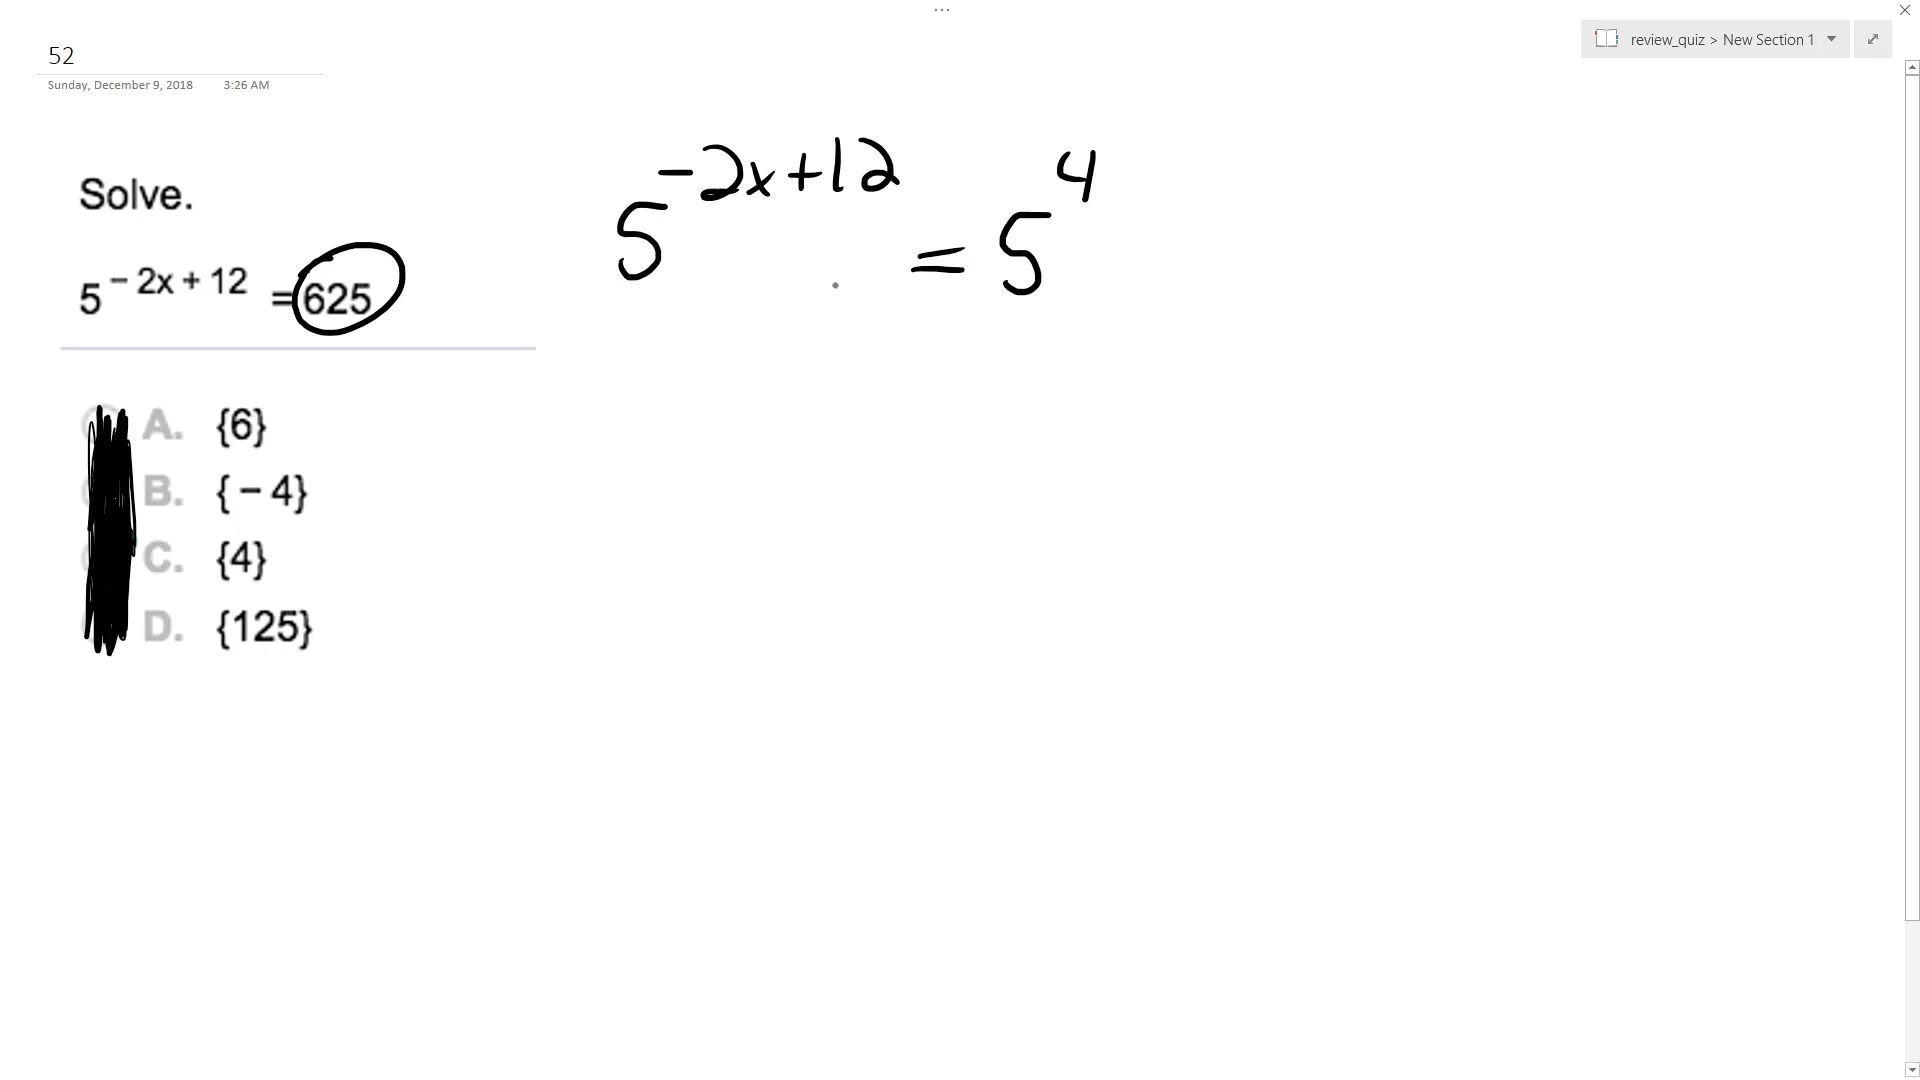 52
Sunday, December 9, 2018 3:26 AM
review_quiz > New Section 1
Solve.
5^{-2x+12} = 625
5^{-2x+12} = 5^4
A. {6}
B. {-4}
C. {4}
D. {125}